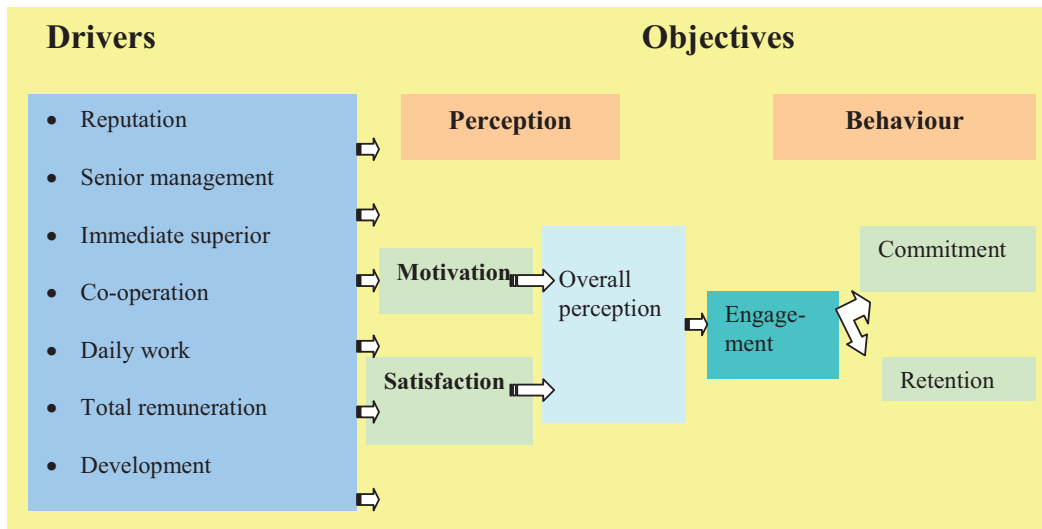 Drivers
Objectives
• Reputation
• Senior management
• Immediate superior
• Co-operation
• Daily work
• Total remuneration
• Development
Perception
Behaviour
Motivation
Satisfaction
Overall
perception
Engage-
ment
Commitment
Retention